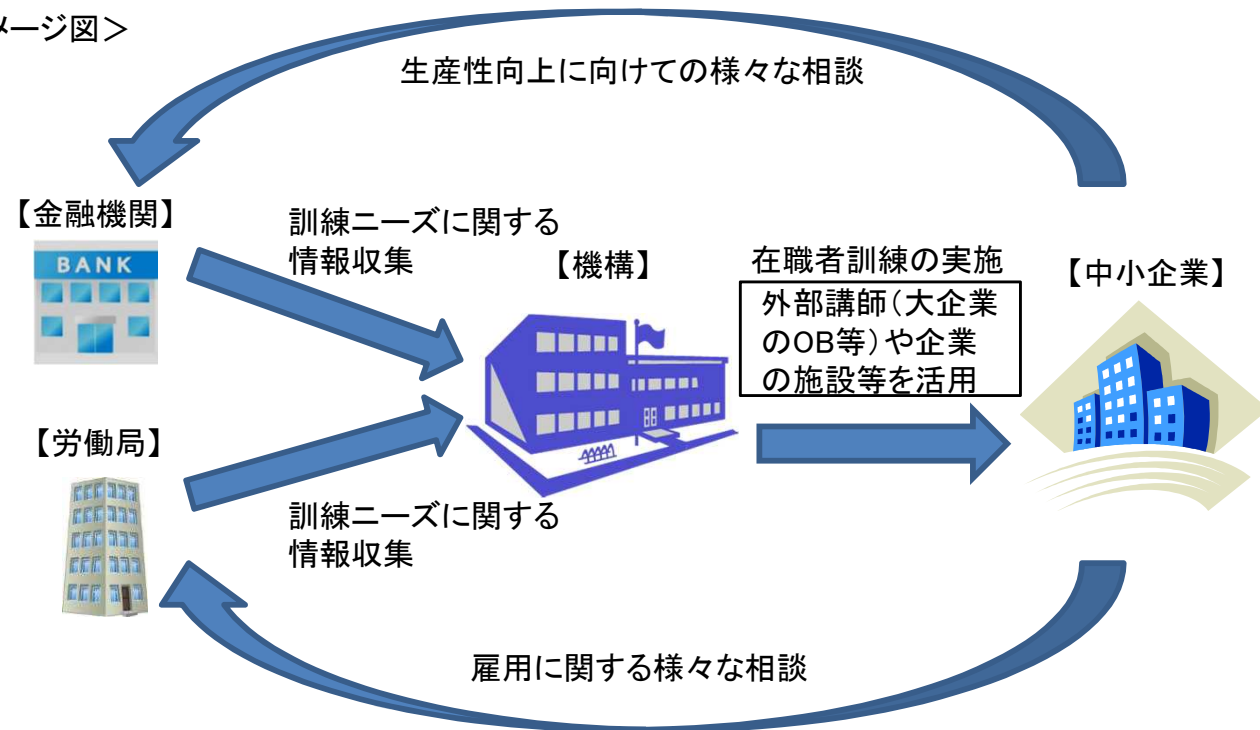 ージ図＞
生産性向上に向けての様々な相談
【金融機関】
BANK
訓練ニーズに関する
情報収集
【機構】
在職者訓練の実施
外部講師（大企業
のOB等）や企業
の施設等を活用
【中小企業】
【労働局】
訓練ニーズに関する
情報収集
雇用に関する様々な相談